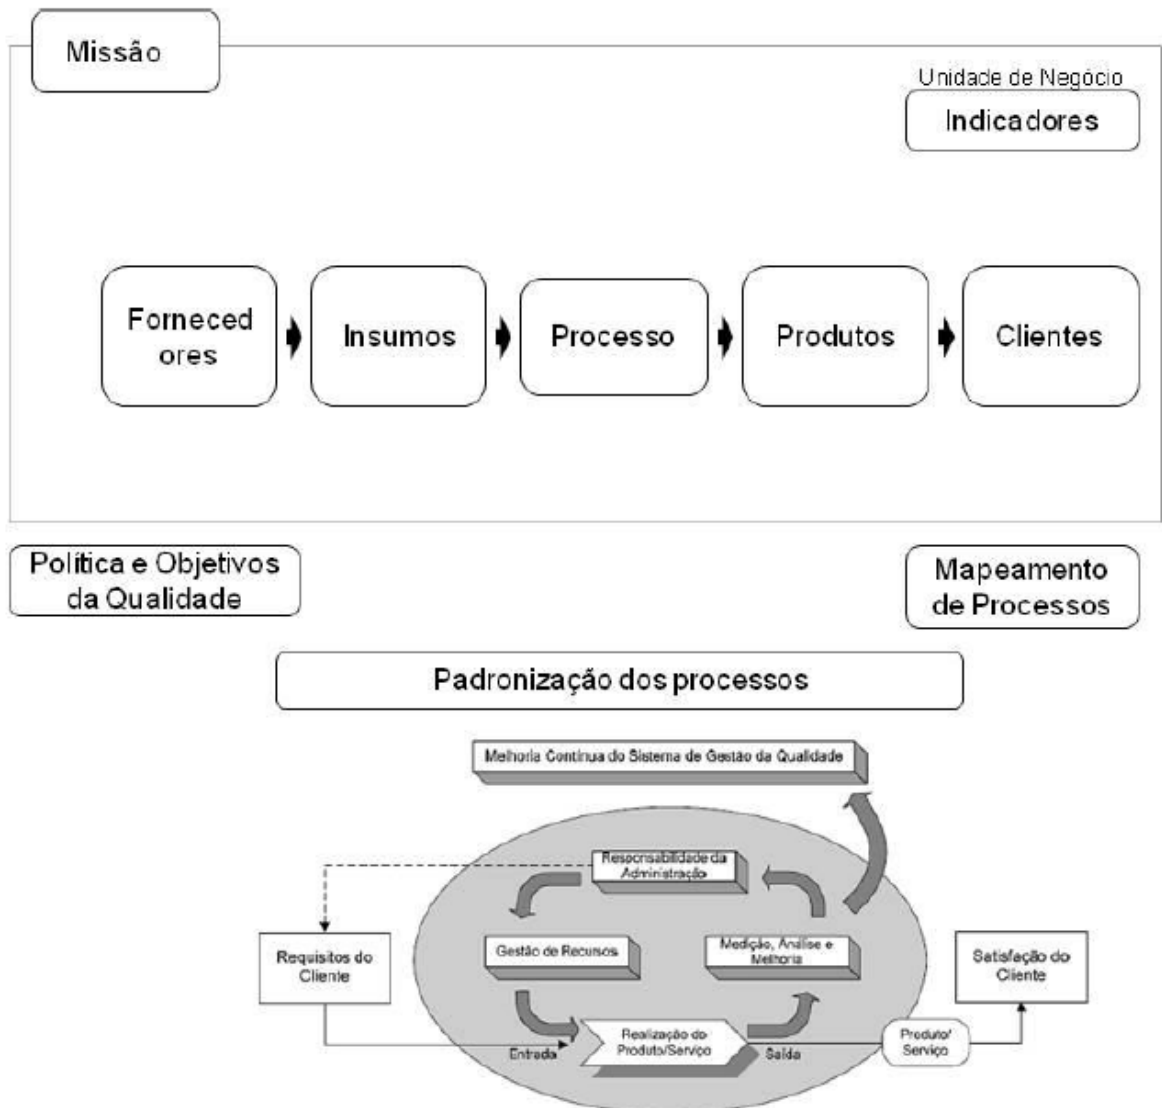 Missão
Unidade de Negócio
Indicadores
Forneced
ores
Insumos
Processo
Produtos
Clientes
Política e Objetivos
da Qualidade
Mapeamento
de Processos
Padronização dos processos
Melhoria Contínua do Sistema de Gestão da Qualidade
Responsabilidade da
Administração
Gestão de Recursos
Medição, Análise e
Melhoria
Requisitos do
Cliente
Satisfação do
Cliente
Entrada
Realização do
Produto/Serviço
Saída
Produto/
Serviço